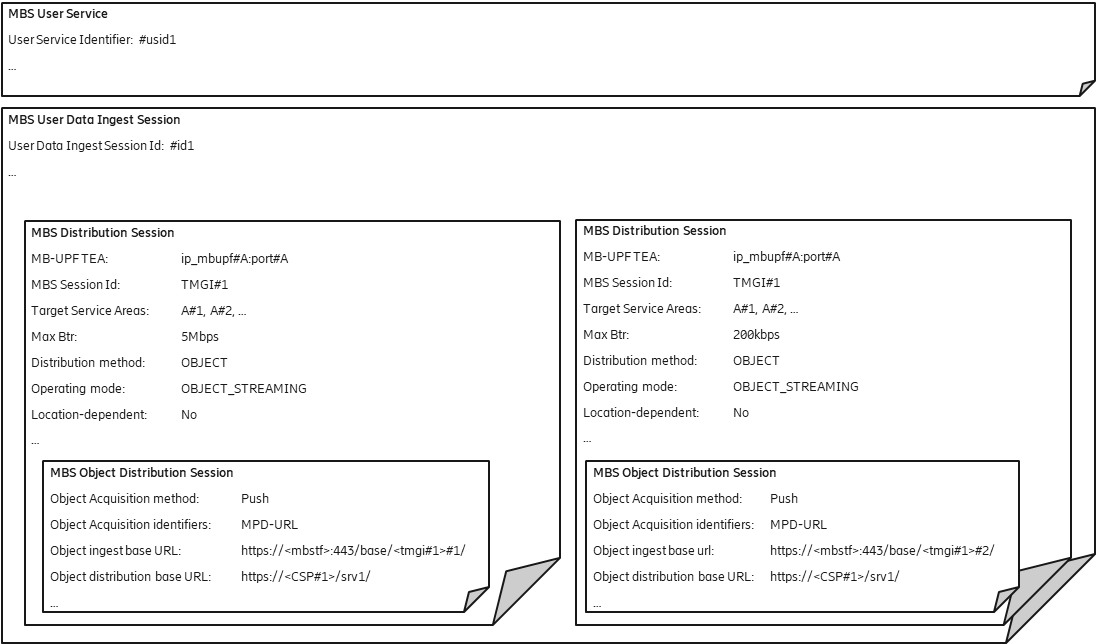 MBS User Service
User Service Identifier: #usid1
...
MBS User Data Ingest Session
User Data Ingest Session Id: #id1
...
MBS Distribution Session
MB-UPF TEA: ip_mbupf#A:port#A
MBS Session Id: TMGI#1
Target Service Areas: A#1, A#2, ...
Max Btr: 5Mbps
Distribution method: OBJECT
Operating mode: OBJECT_STREAMING
Location-dependent: No
...
MBS Object Distribution Session
Object Acquisition method: Push
Object Acquisition identifiers: MPD-URL
Object ingest base URL: https://<mbstf>:443/base/<tmgi#1>#1/
Object distribution base URL: https://<CSP#1>/srv1/
...
MBS Distribution Session
MB-UPF TEA: ip_mbupf#A:port#A
MBS Session Id: TMGI#1
Target Service Areas: A#1, A#2, ...
Max Btr: 200kbps
Distribution method: OBJECT
Operating mode: OBJECT_STREAMING
Location-dependent: No
...
MBS Object Distribution Session
Object Acquisition method: Push
Object Acquisition identifiers: MPD-URL
Object ingest base url: https://<mbstf>:443/base/<tmgi#1>#2/
Object distribution base URL: https://<CSP#1>/srv1/
...